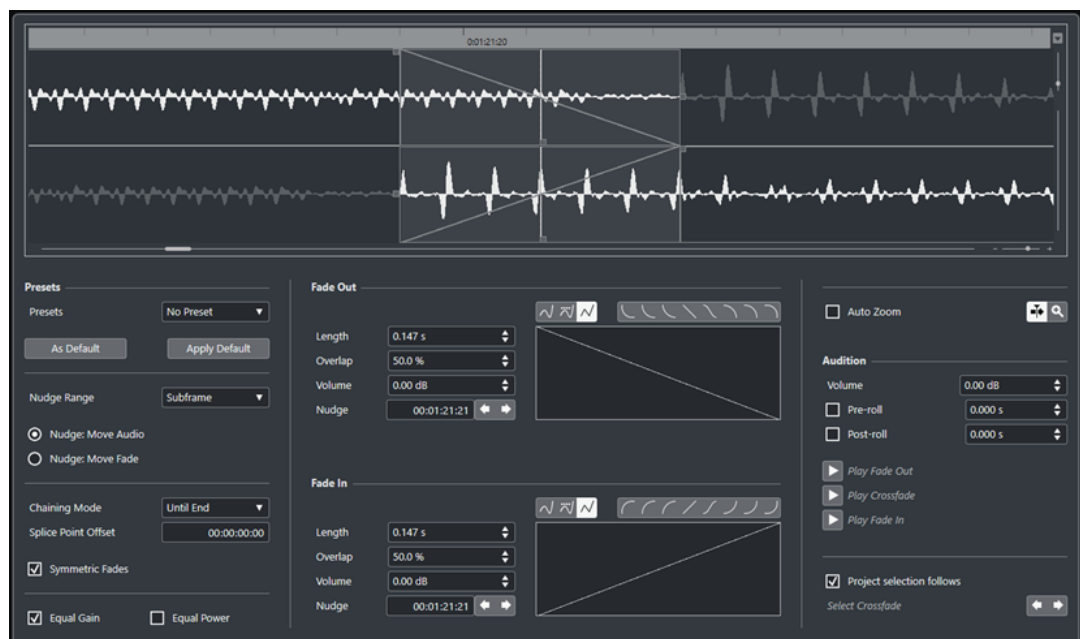 0:01:21:20
Presets
Presets No Preset
As Default Apply Default
Nudge Range Subframe
Nudge: Move Audio
Nudge: Move Fade
Chaining Mode Until End
Splice Point Offset 00:00:00:00
Symmetric Fades
Equal Gain Equal Power
Fade Out
Length 0.147 s
Overlap 50.0 %
Volume 0.00 dB
Nudge 00:01:21:21
Fade In
Length 0.147 s
Overlap 50.0 %
Volume 0.00 dB
Nudge 00:01:21:21
Auto Zoom
Audition
Volume 0.00 dB
Pre-roll 0.000 s
Post-roll 0.000 s
Play Fade Out
Play Crossfade
Play Fade In
Project selection follows
Select Crossfade